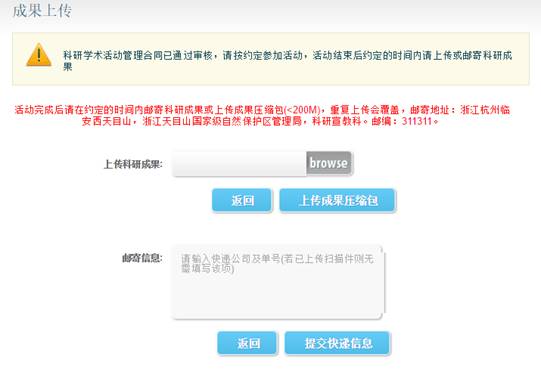 成果上传
科研学术活动管理合同已通过审核，请按约定参加活动，活动结束后约定的时间内请上传或邮寄科研成
果
活动完成后请在约定的时间内邮寄科研成果或上传成果压缩包(<200M)，重复上传会覆盖，邮寄地址：浙江杭州临
安西天目山，浙江天目山国家级自然保护区管理局，科研宣教科。邮编：311311。
上传科研成果:
browse
返回 上传成果压缩包
邮寄信息:
请输入快递公司及单号(若已上传扫描件则无
需填写该项)
返回 提交快递信息